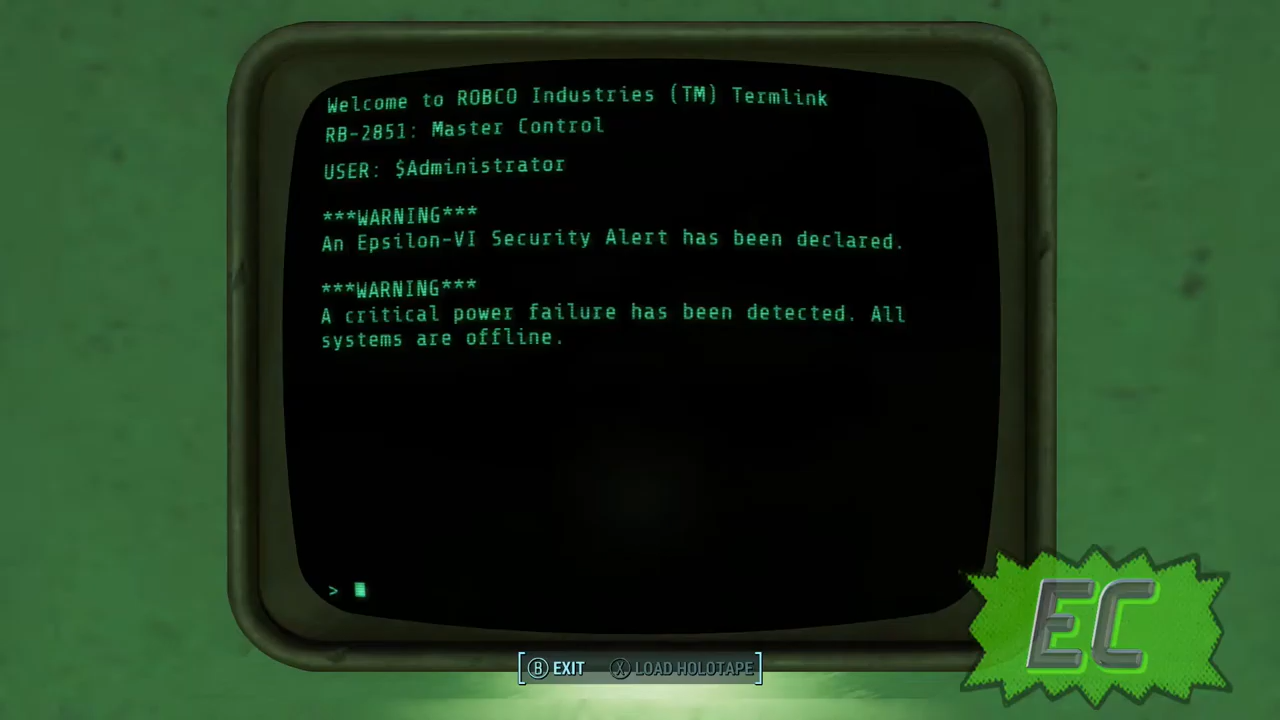 Welcome to ROBCO Industries (TM) Termlink
RB-2851: Master Control
USER: $Administrator
***WARNING***
An Epsilon-VI Security Alert has been declared.
***WARNING***
A critical power failure has been detected. All
systems are offline.
>
B EXIT X LOAD HOLOTAPE
EC